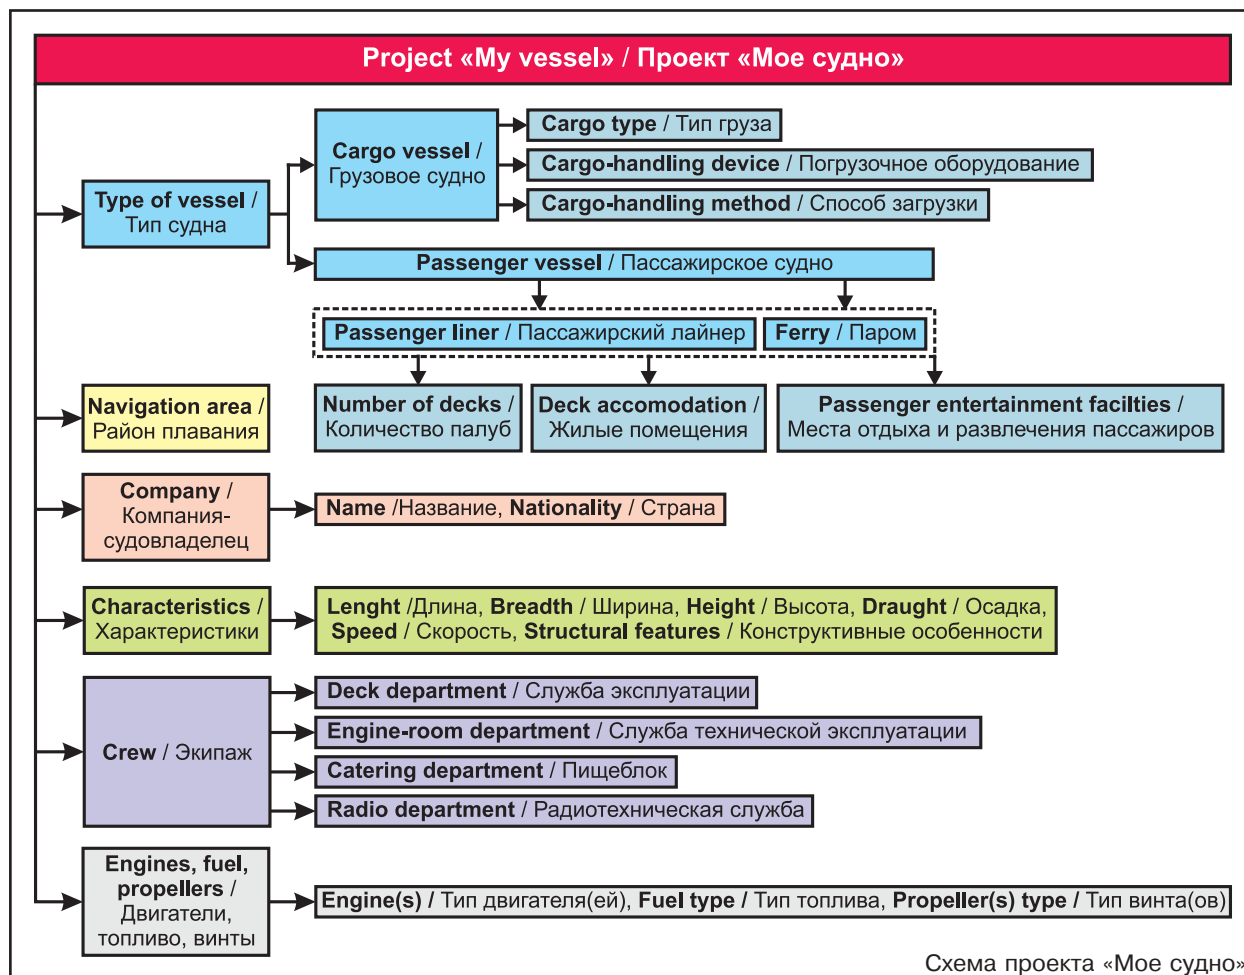 Project «My vessel» / Проект «Мое судно»
Type of vessel /
Тип судна
Cargo vessel /
Грузовое судно
Cargo type / Тип груза
Cargo-handling device / Погрузочное оборудование
Cargo-handling method / Способ загрузки
Passenger vessel / Пассажирское судно
Passenger liner / Пассажирский лайнер
Ferry / Паром
Number of decks /
Количество палуб
Deck accomodation /
Жилые помещения
Passenger entertainment facilties /
Места отдыха и развлечения пассажиров
Navigation area /
Район плавания
Company /
Компания-
судовладелец
Name /Название, Nationality / Страна
Characteristics /
Характеристики
Lenght /Длина, Breadth / Ширина, Height / Высота, Draught / Осадка,
Speed / Скорость, Structural features / Конструктивные особенности
Crew / Экипаж
Deck department / Служба эксплуатации
Engine-room department / Служба технической эксплуатации
Catering department / Пищеблок
Radio department / Радиотехническая служба
Engines, fuel,
propellers /
Двигатели,
топливо, винты
Engine(s) / Тип двигателя(ей), Fuel type / Тип топлива, Propeller(s) type / Тип винта(ов)
Схема проекта «Мое судно»